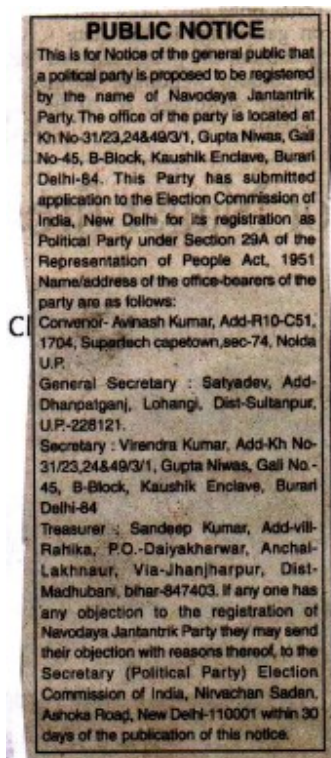 PUBLIC NOTICE
This is for Notice of the general public that
a political party is proposed to be registered
by the name of Navodaya Jantantrik
Party. The office of the party is located at
Kh No-31/23,24&49/3/1, Gupta Niwas, Gali
No-45, B-Block, Kaushik Enclave, Burari
Delhi-84. This Party has submitted
application to the Election Commission of
India, New Delhi for its registration as
Political Party under Section 29A of the
Representation of People Act, 1951
Name/address of the office-bearers of the
party are as follows:
Convenor- Avinash Kumar, Add-R10-C51,
1704, Supertech capetown,sec-74, Noida
U.P.
General Secretary : Satyadev, Add-
Dhanpatganj, Lohangi, Dist-Sultanpur,
U.P.-228121.
Secretary : Virendra Kumar, Add-Kh No-
31/23,24&49/3/1, Gupta Niwas, Gali No.-
45, B-Block, Kaushik Enclave, Burari
Delhi-84
Treasurer : Sandeep Kumar, Add-vill-
Rahika, P.O.-Daiyakharwar, Anchal-
Lakhnaur, Via-Jhanjharpur, Dist-
Madhubani, bihar-847403. If any one has
any objection to the registration of
Navodaya Jantantrik Party they may send
their objection with reasons thereof, to the
Secretary (Political Party) Election
Commission of India, Nirvachan Sadan,
Ashoka Road, New Delhi-110001 within 30
days of the publication of this notice.